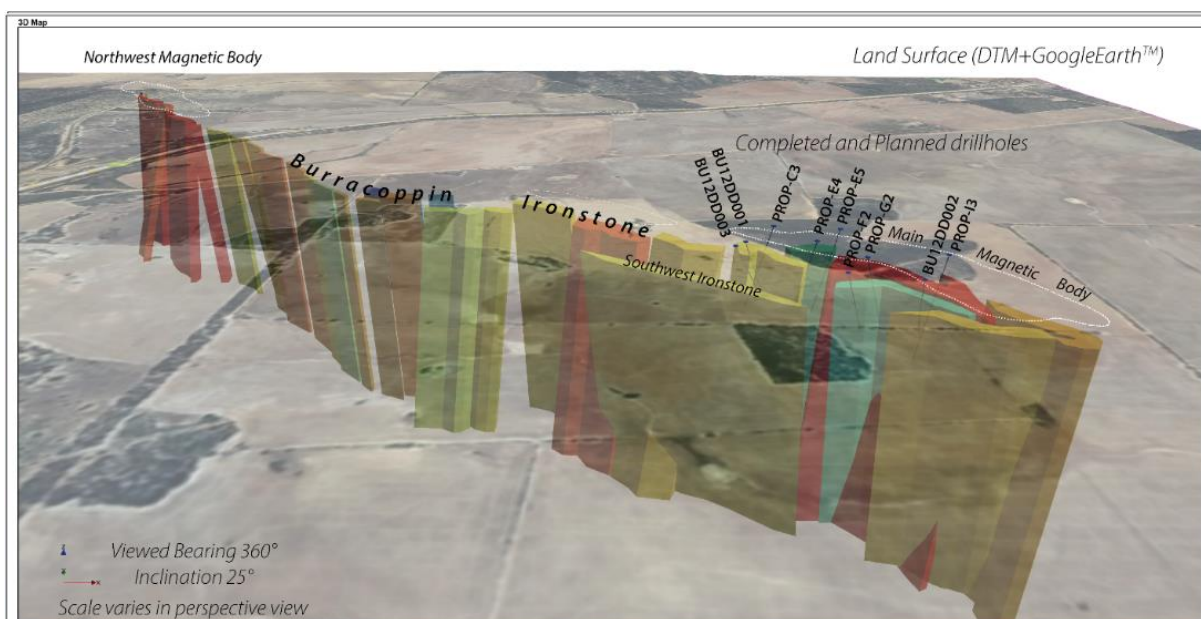 3D Map
Northwest Magnetic Body
Land Surface (DTM+GoogleEarth™)
Completed and Planned drillholes
Burracoppin
Ironstone
Southwest Ironstone
BU12DD003
BU12DD001
PROP-C3
PROP-E4
PROP-E5
PROP-F2
PROP-G2
BU12DD002
PROP-I3
Main Magnetic Body
Viewed Bearing 360°
Inclination 25°
Scale varies in perspective view